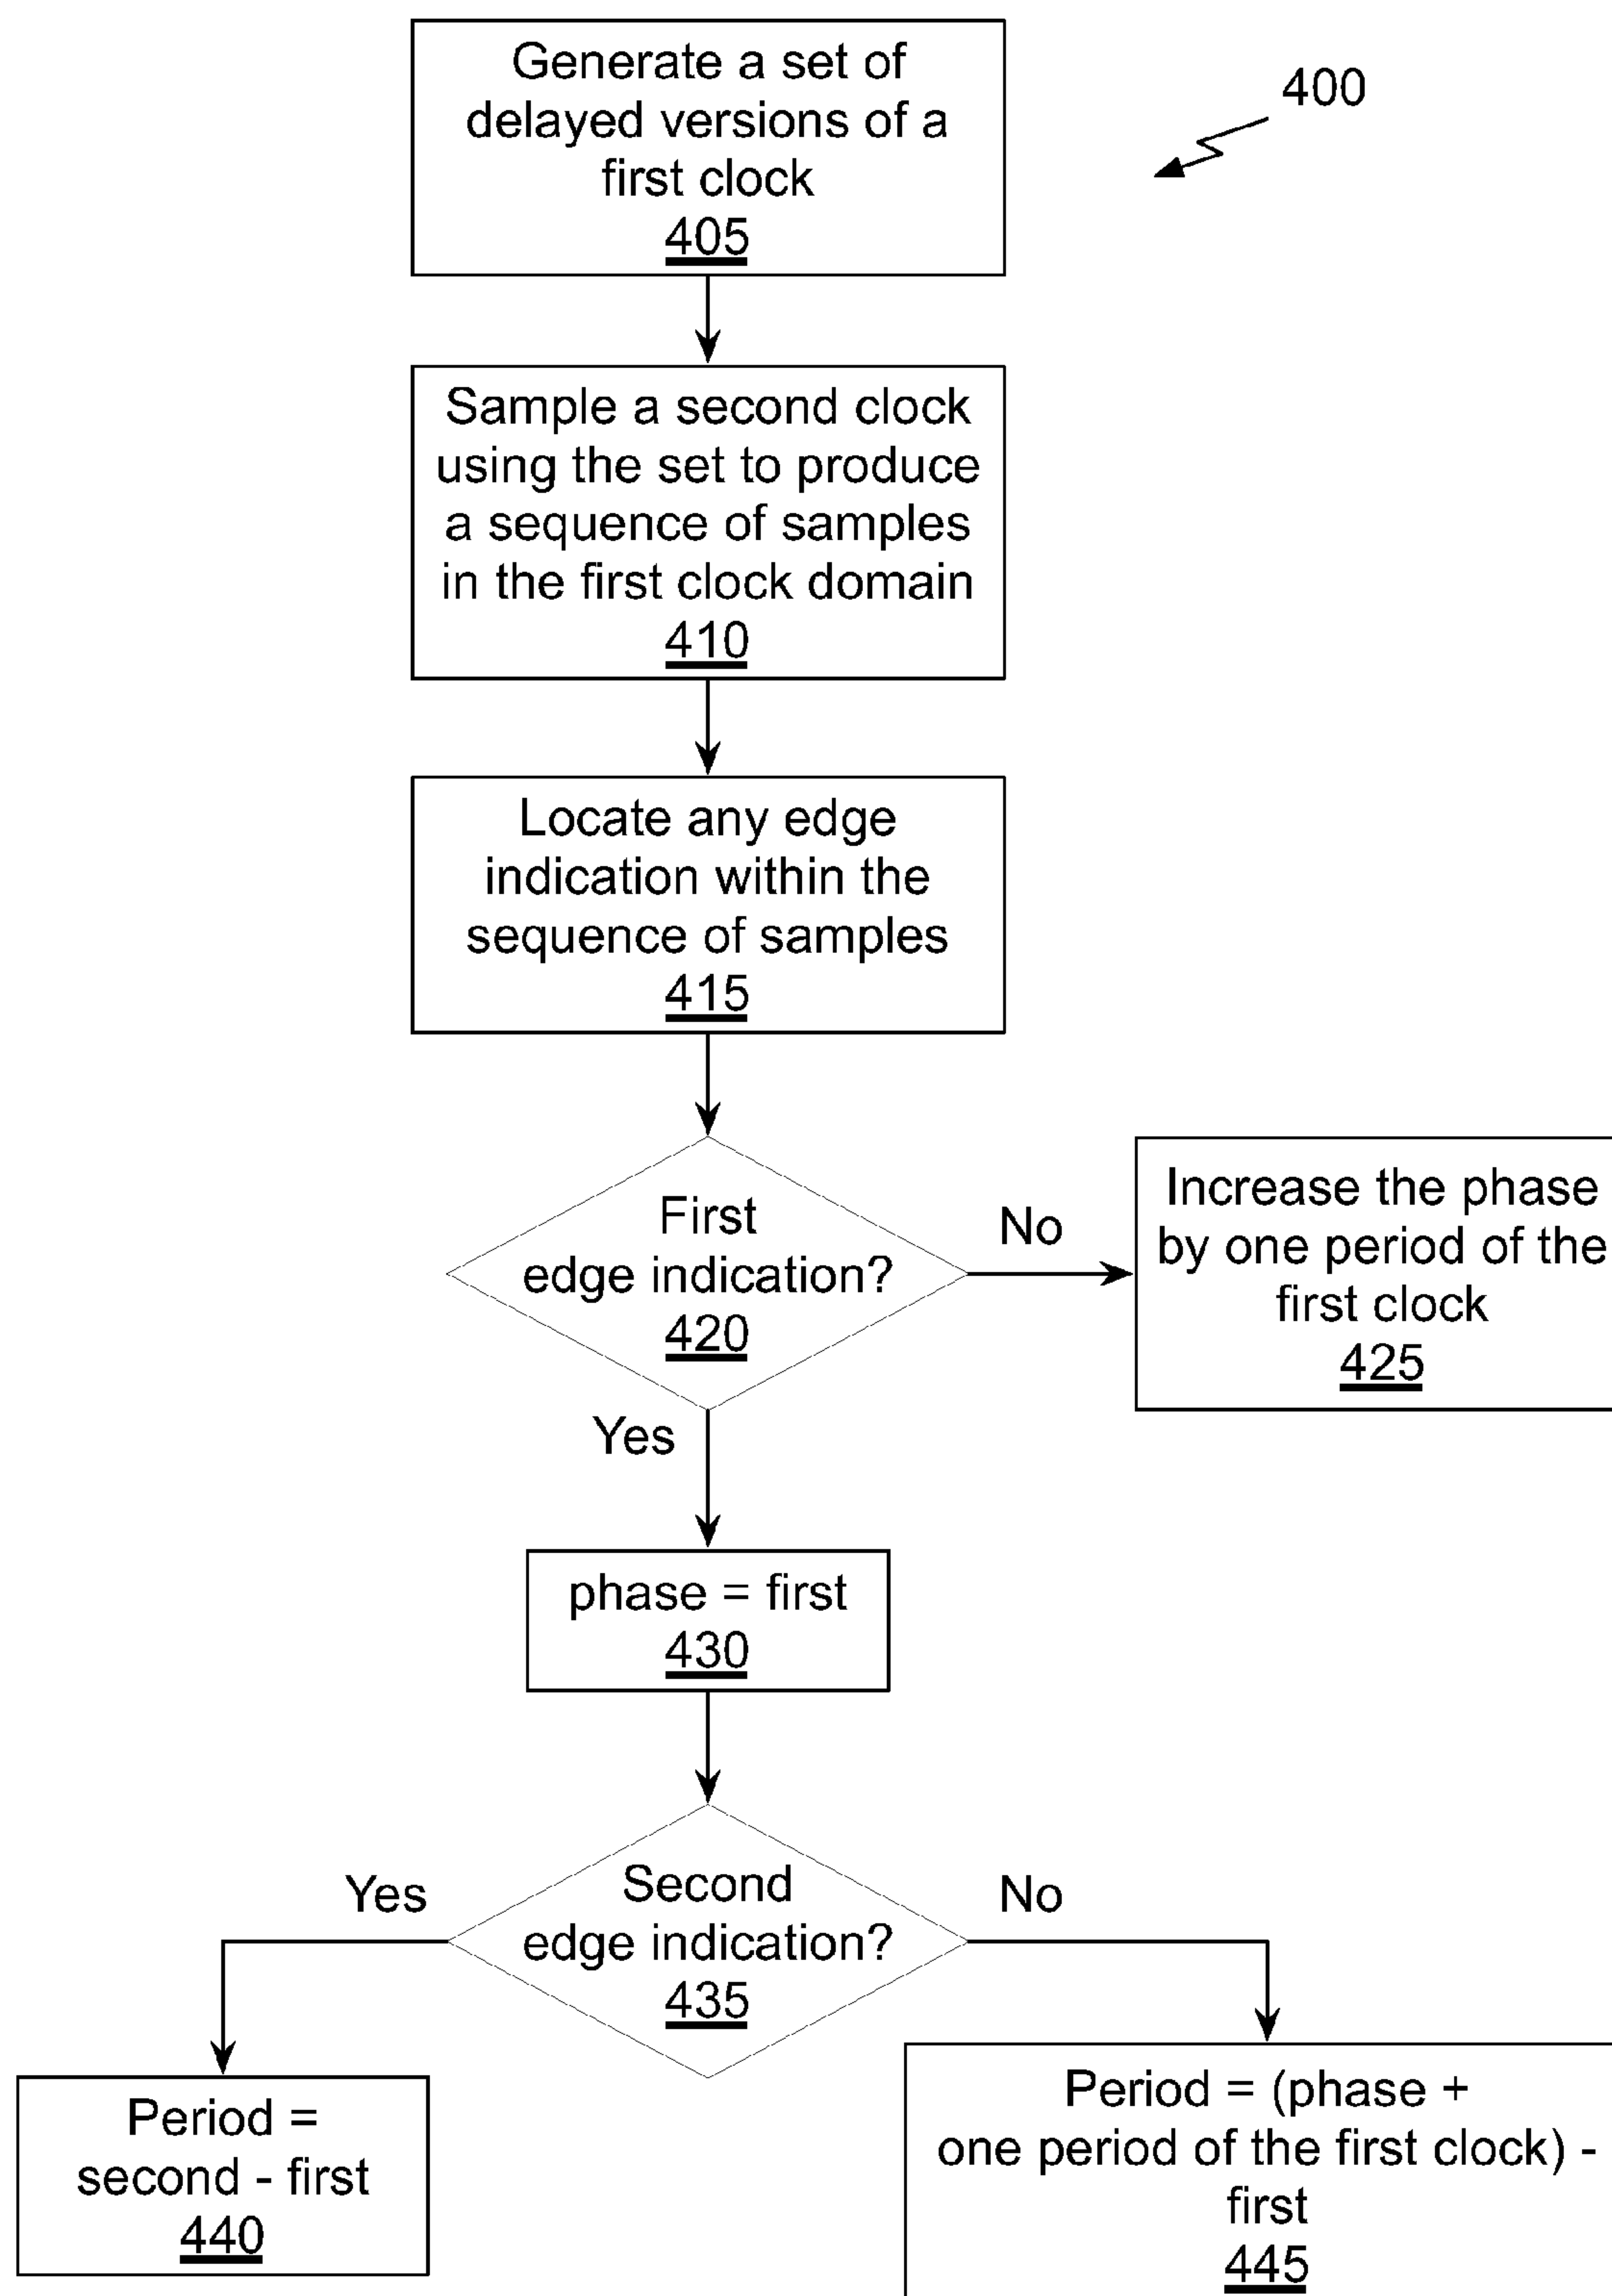 Generate a set of
delayed versions of a
first clock
405
400
Sample a second clock
using the set to produce
a sequence of samples
in the first clock domain
410
Locate any edge
indication within the
sequence of samples
415
First
edge indication?
420
No
Increase the phase
by one period of the
first clock
425
Yes
phase = first
430
Second
edge indication?
435
Yes
No
Period =
second - first
440
Period = (phase +
one period of the first clock) -
first
445